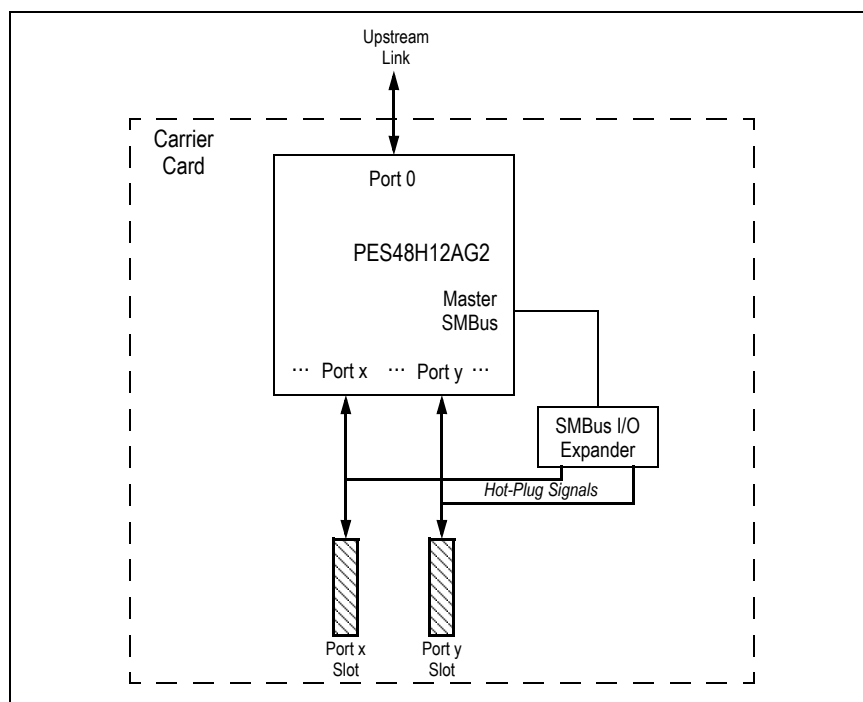 Upstream
Link
Carrier
Card
Port 0
PES48H12AG2
Master
SMBus
··· Port x ··· Port y ···
SMBus I/O
Expander
Hot-Plug Signals
Port x
Slot
Port y
Slot